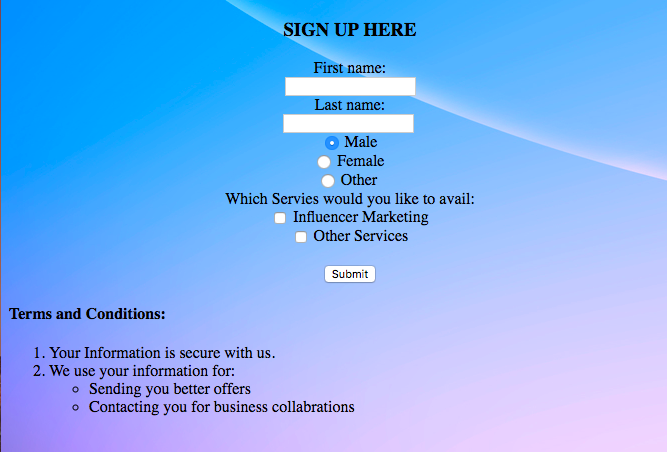 SIGN UP HERE
First name:
Last name:
Male
Female
Other
Which Servies would you like to avail:
Influencer Marketing
Other Services
Submit
Terms and Conditions:
1. Your Information is secure with us.
2. We use your information for:
Sending you better offers
Contacting you for business collabrations